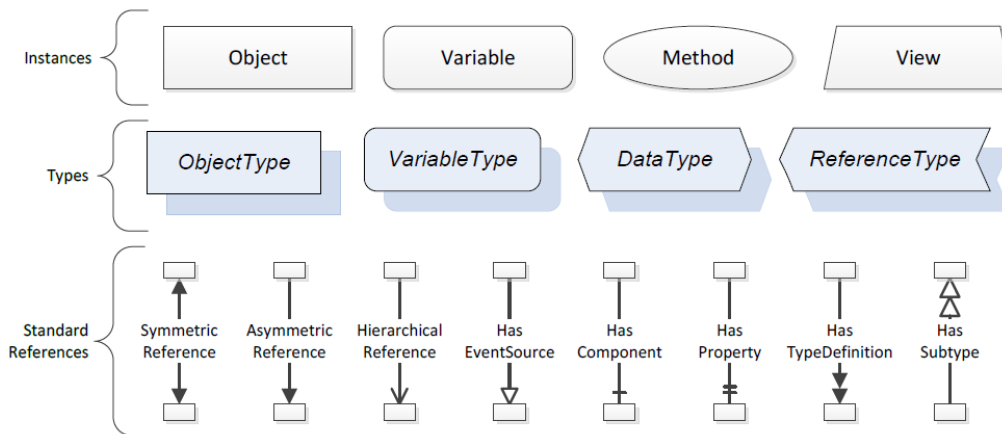 Instances
Object
Variable
Method
View
Types
ObjectType
VariableType
DataType
ReferenceType
Standard
References
Symmetric
Reference
Asymmetric
Reference
Hierarchical
Reference
Has
EventSource
Has
Component
Has
Property
Has
TypeDefinition
Has
Subtype